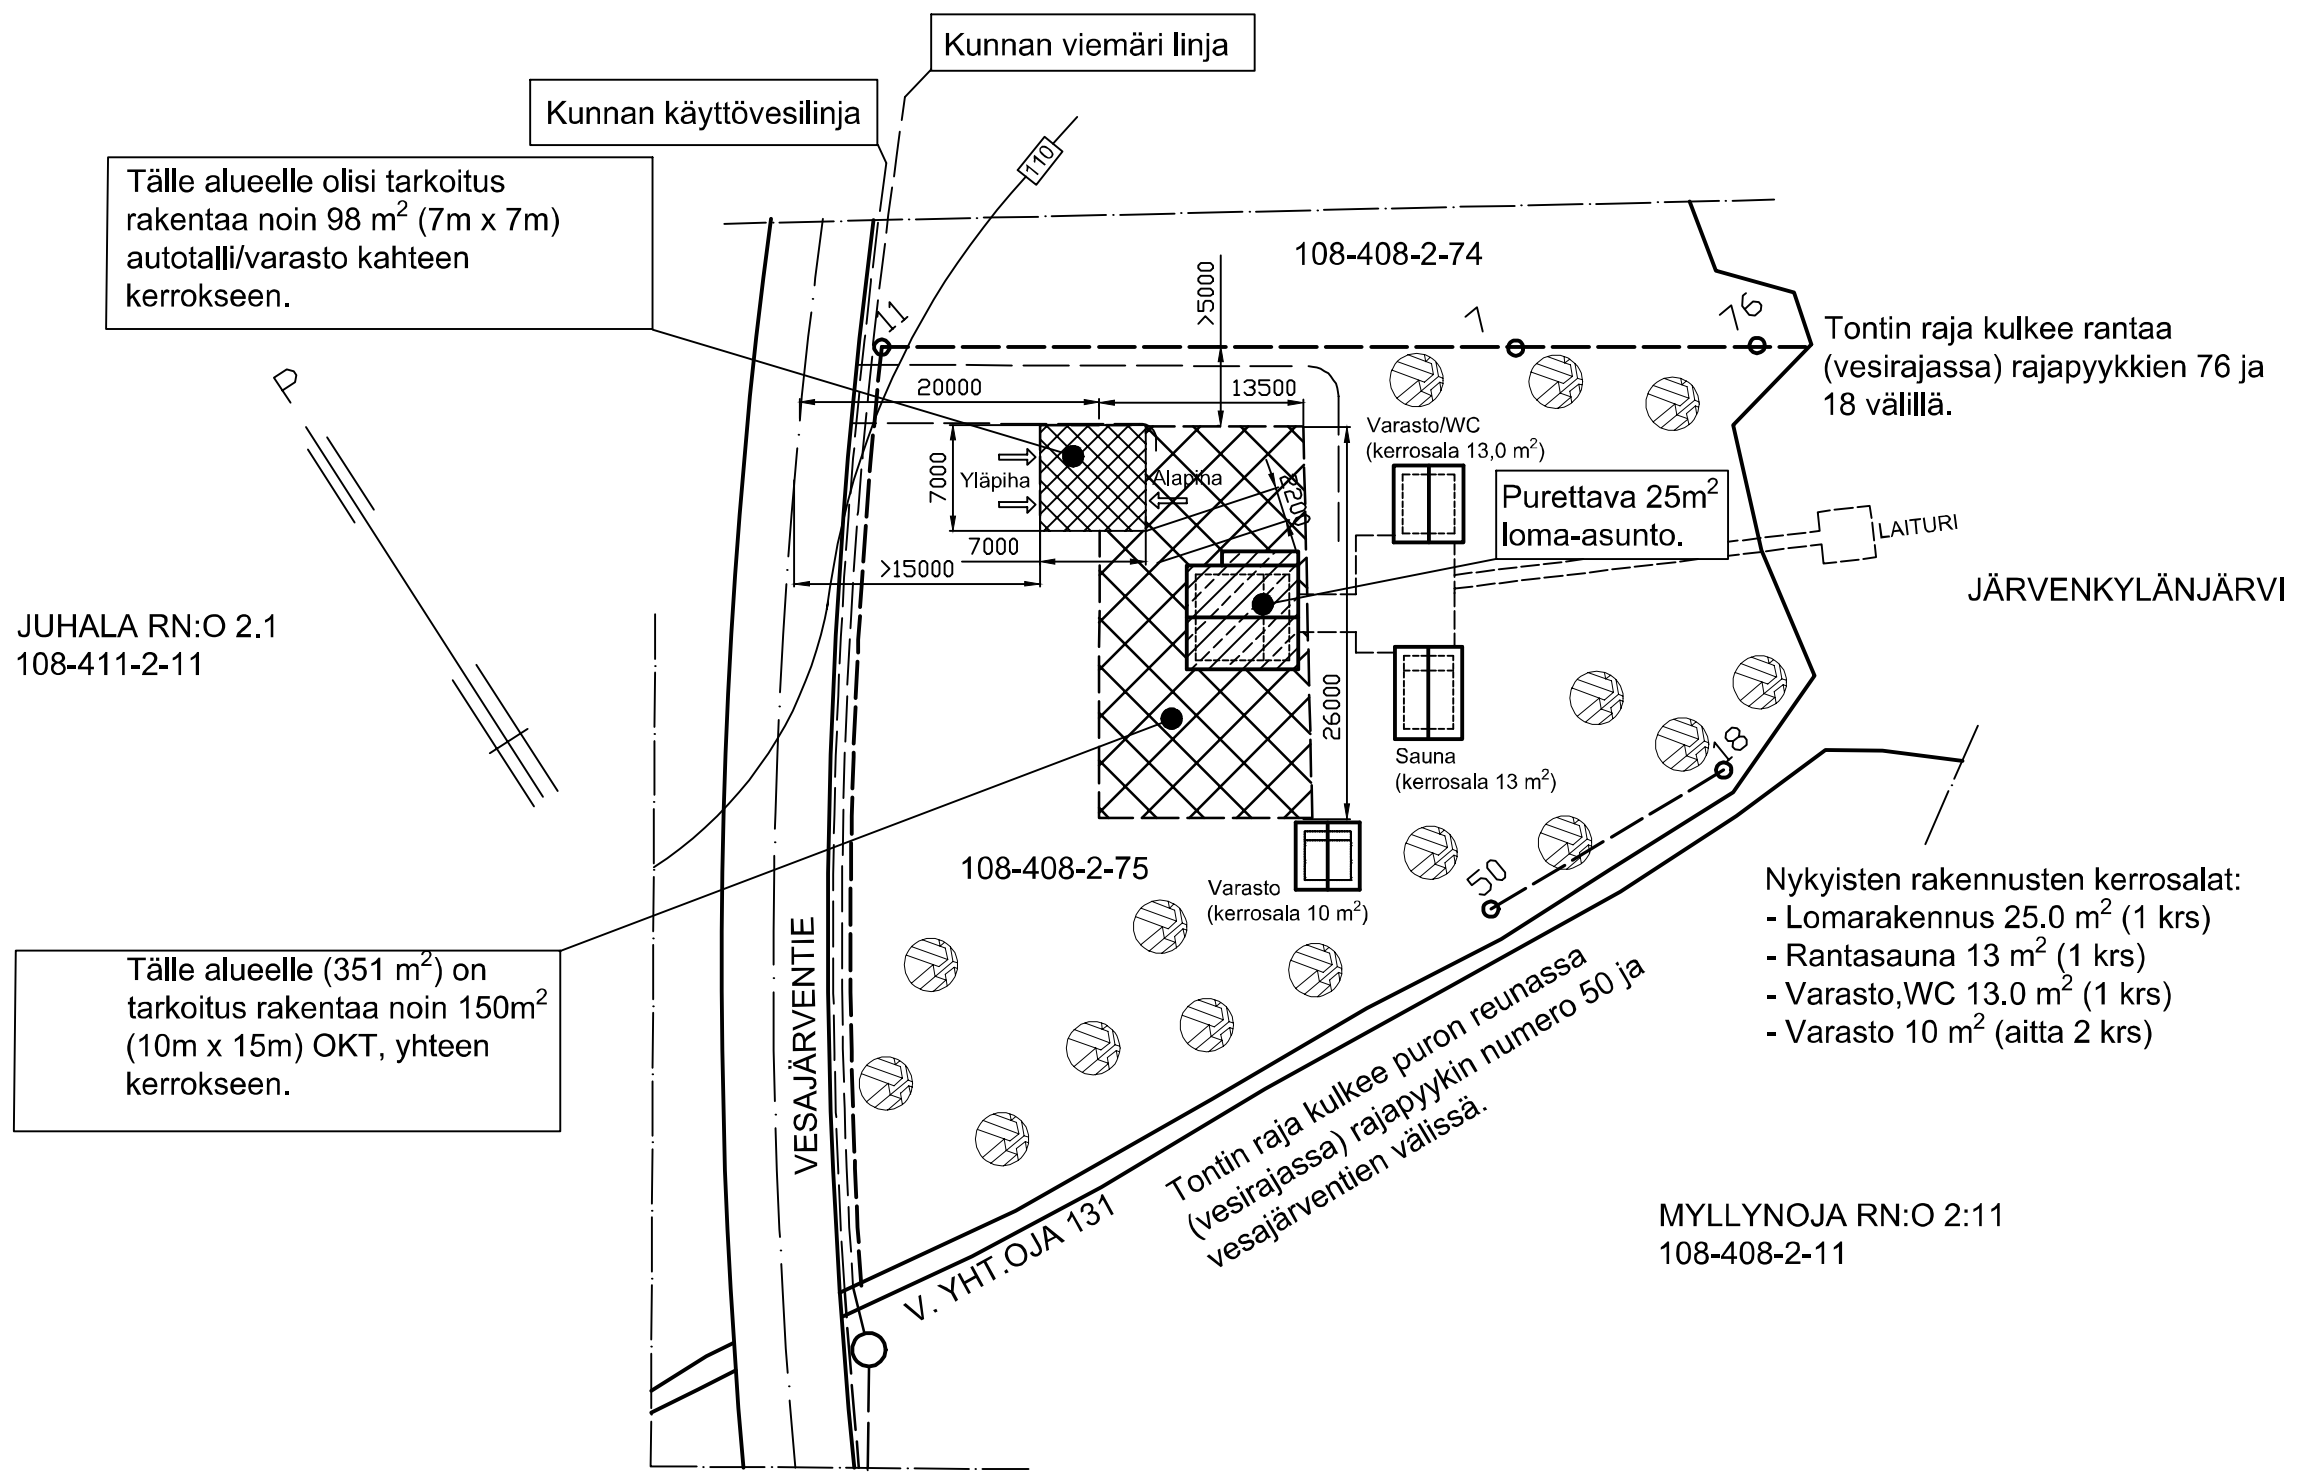 Kunnan viemäri linja
Kunnan käyttövesilinja
110
Tälle alueelle olisi tarkoitus
rakentaa noin 98 m² (7m x 7m)
autotalli/varasto kahteen
kerrokseen.
108-408-2-74
>5000
11
7
76
Tontin raja kulkee rantaa
(vesirajassa) rajapyykkien 76 ja
18 välillä.
P
20000
13500
Varasto/WC
(kerrosala 13,0 m²)
7000
Yläpiha
Alapiha
2200
Purettava 25m²
loma-asunto.
LAITURI
7000
>15000
JÄRVENKYLÄNJÄRVI
JUHALA RN:O 2.1
108-411-2-11
26000
Sauna
(kerrosala 13 m²)
18
108-408-2-75
50
Varasto
(kerrosala 10 m²)
Nykyisten rakennusten kerrosalat:
- Lomarakennus 25.0 m² (1 krs)
- Rantasauna 13 m² (1 krs)
- Varasto,WC 13.0 m² (1 krs)
- Varasto 10 m² (aitta 2 krs)
Tälle alueelle (351 m²) on
tarkoitus rakentaa noin 150m²
(10m x 15m) OKT, yhteen
kerrokseen.
VESAJÄRVENTIE
Tontin raja kulkee puron reunassa
(vesirajassa) rajapyykin numero 50 ja
vesajärventien välissä.
V. YHT.OJA 131
MYLLYNOJA RN:O 2:11
108-408-2-11